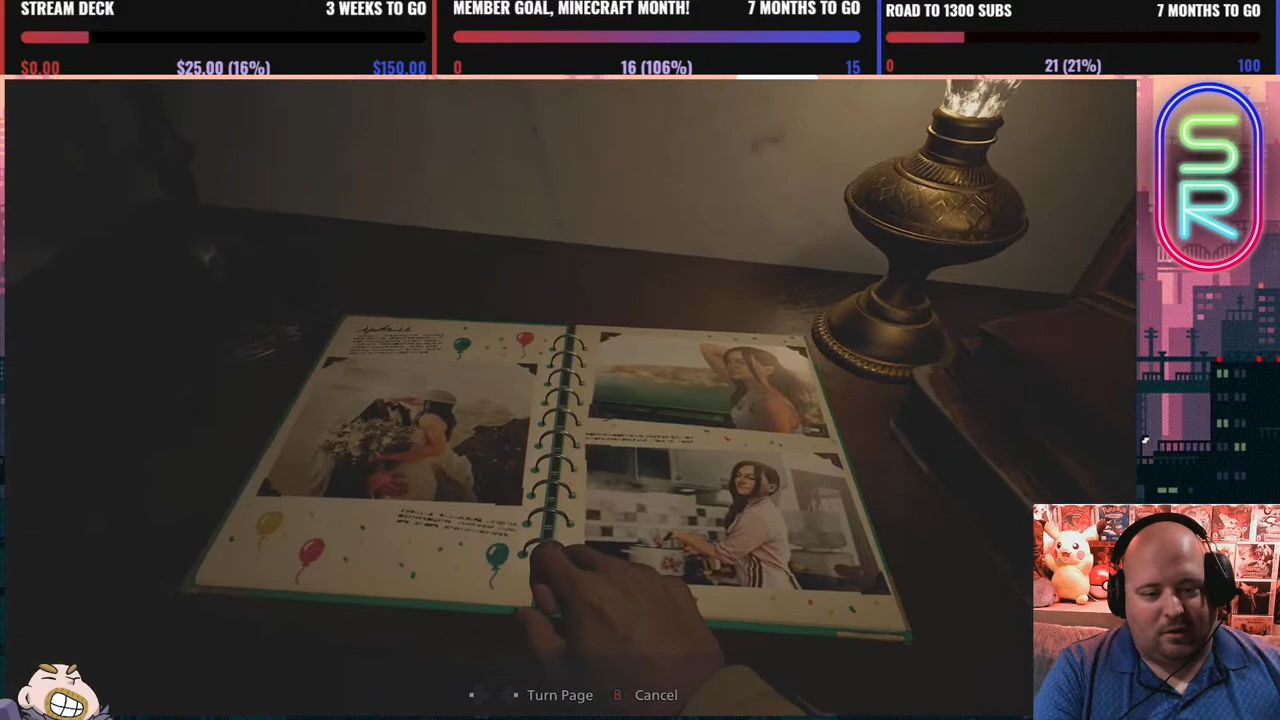 STREAM DECK
3 WEEKS TO GO
$0.00
$25.00 (16%)
$150.00
MEMBER GOAL, MINECRAFT MONTH!
7 MONTHS TO GO
0
16 (106%)
15
ROAD TO 1300 SUBS
7 MONTHS TO GO
0
21 (21%)
100
SR
Turn Page
B Cancel